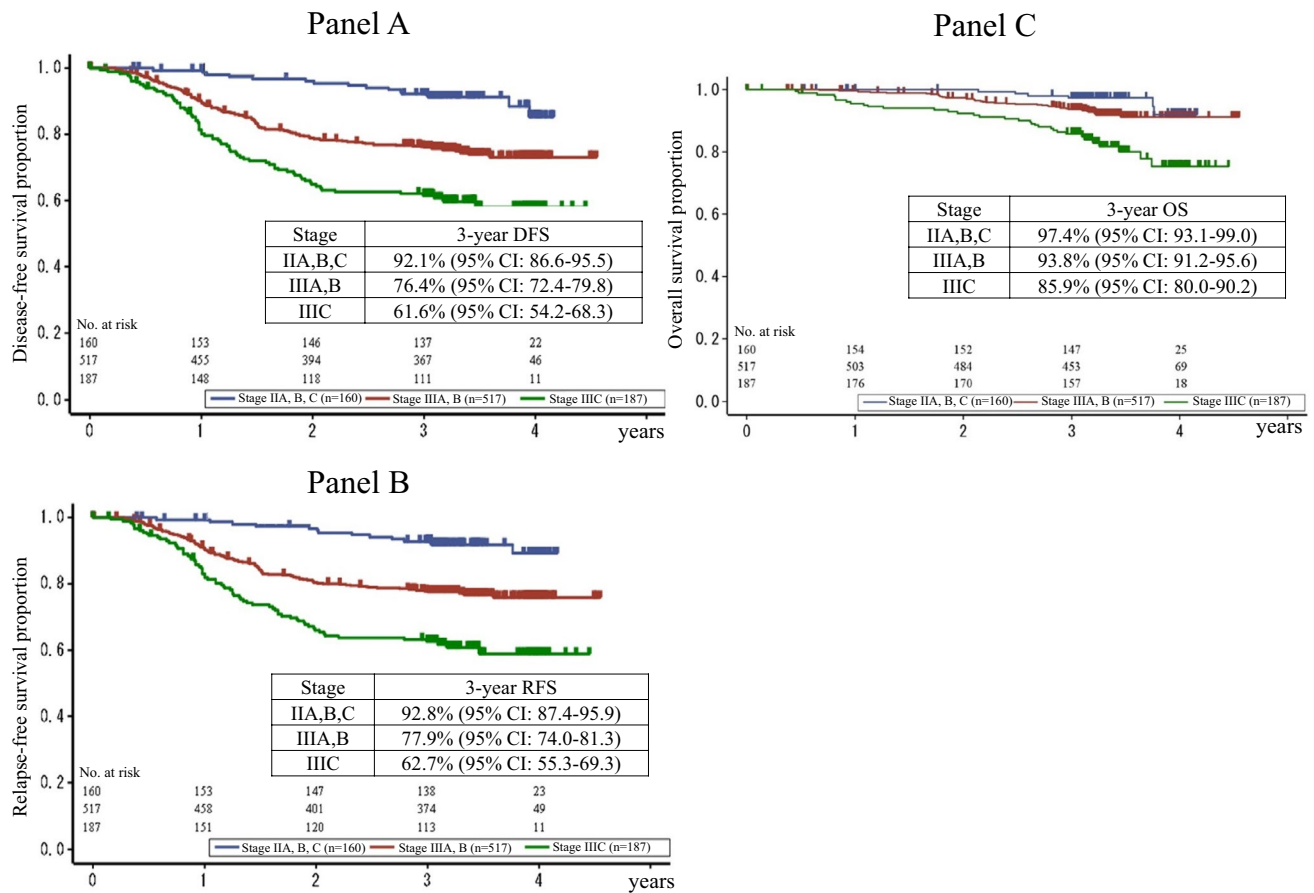 Panel A
Disease-free survival proportion
1.0
0.8
0.6
0.4
0.2
0.0
Stage 3-year DFS
IIA,B,C 92.1% (95% CI: 86.6-95.5)
IIIA,B 76.4% (95% CI: 72.4-79.8)
IIIC 61.6% (95% CI: 54.2-68.3)
No. at risk
160 153 146 137 22
517 455 394 367 46
187 148 118 111 11
Stage IIA, B, C (n=160) Stage IIIA, B (n=517) Stage IIIC (n=187)
0 1 2 3 4 years
Panel C
Overall survival proportion
1.0
0.8
0.6
0.4
0.2
0.0
Stage 3-year OS
IIA,B,C 97.4% (95% CI: 93.1-99.0)
IIIA,B 93.8% (95% CI: 91.2-95.6)
IIIC 85.9% (95% CI: 80.0-90.2)
No. at risk
160 154 152 147 25
517 503 484 453 69
187 176 170 157 18
Stage IIA, B, C (n=160) Stage IIIA, B (n=517) Stage IIIC (n=187)
0 1 2 3 4 years
Panel B
Relapse-free survival proportion
1.0
0.8
0.6
0.4
0.2
0.0
Stage 3-year RFS
IIA,B,C 92.8% (95% CI: 87.4-95.9)
IIIA,B 77.9% (95% CI: 74.0-81.3)
IIIC 62.7% (95% CI: 55.3-69.3)
No. at risk
160 153 147 138 23
517 458 401 374 49
187 151 120 113 11
Stage IIA, B, C (n=160) Stage IIIA, B (n=517) Stage IIIC (n=187)
0 1 2 3 4 years